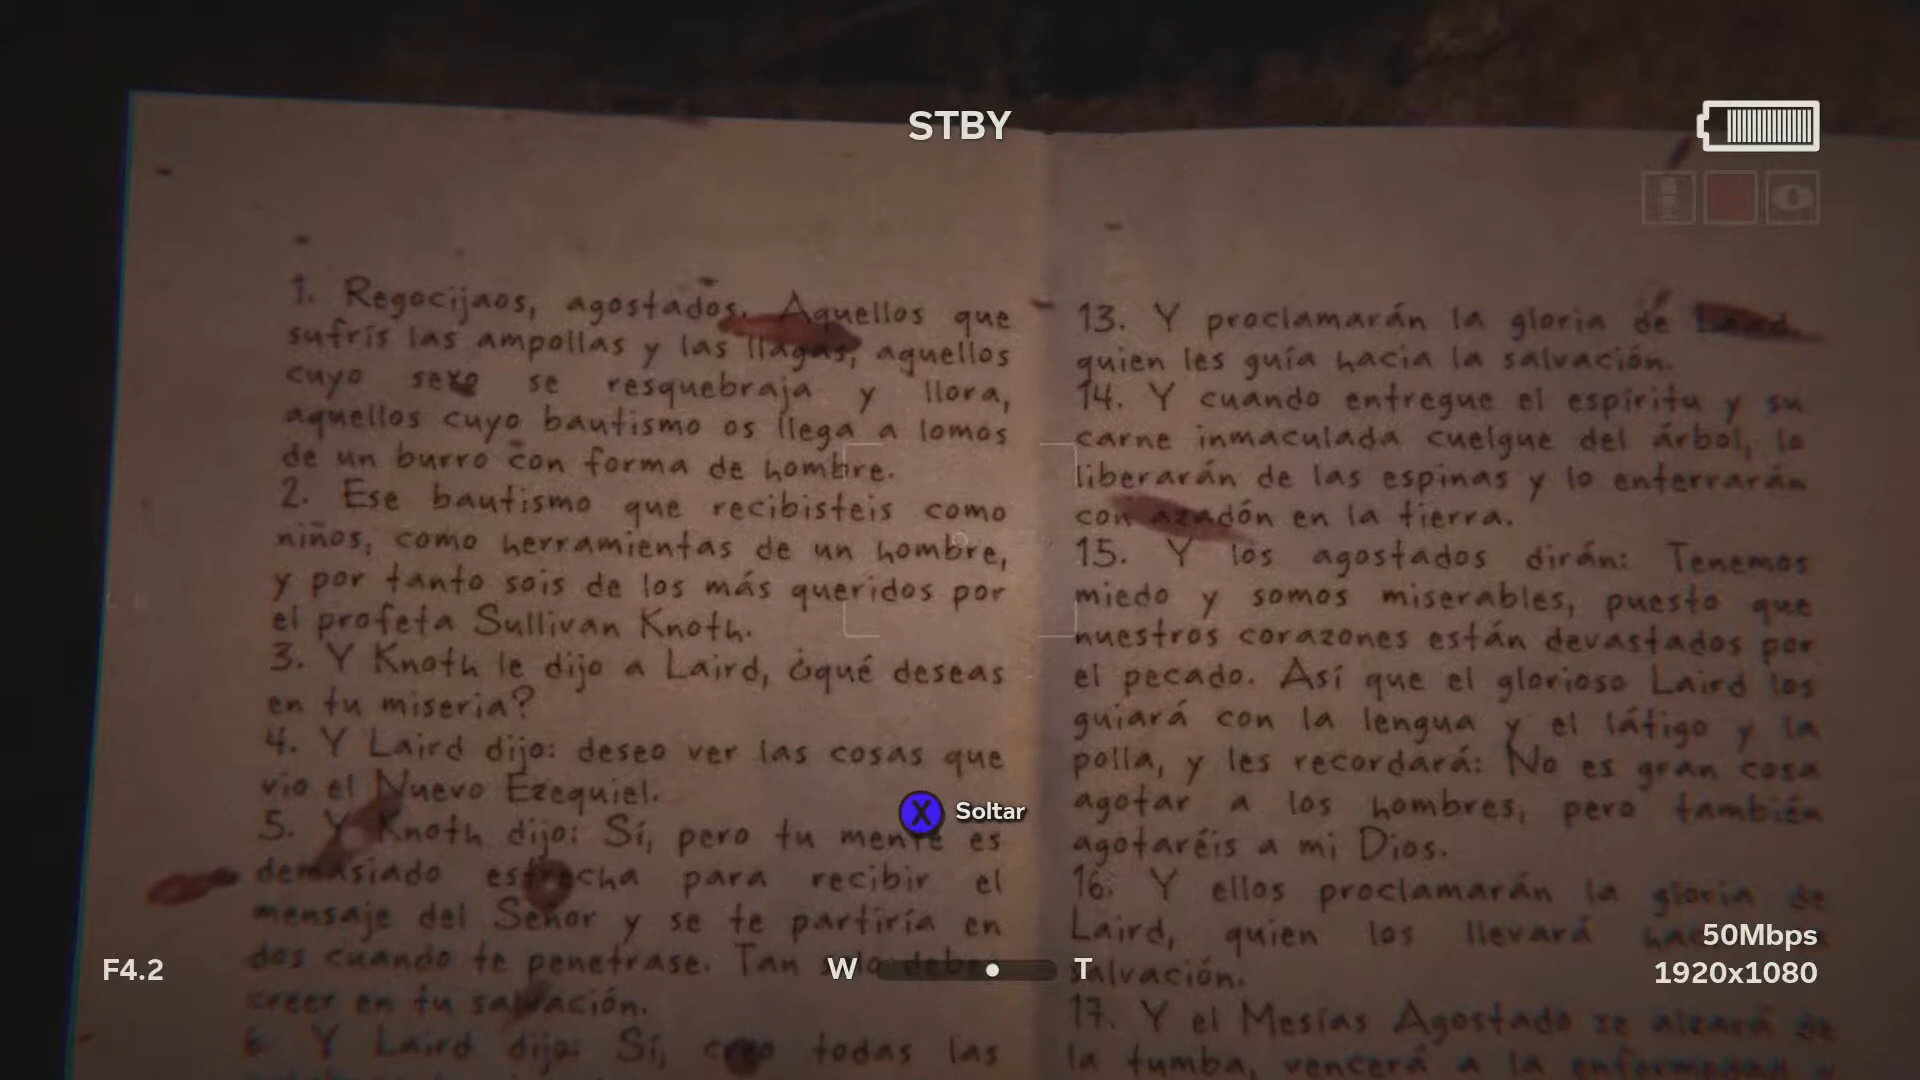 STBY
1. Regocijaos, agostados. Aquellos que
sufrís las ampollas y las llagas, aquellos
cuyo sexo se resquebraja y llora,
aquellos cuyo bautismo os llega a lomos
de un burro con forma de hombre.
2. Ese bautismo que recibisteis como
niños, como herramientas de un hombre,
y por tanto sois de los más queridos por
el profeta Sullivan Knoth.
3. Y Knoth le dijo a Laird, ¿qué deseas
en tu miseria?
4. Y Laird dijo: deseo ver las cosas que
vio el Nuevo Ezequiel.
5. Y Knoth dijo: Sí, pero tu mente es
demasiado estrecha para recibir el
mensaje del Señor y se te partiría en
dos cuando te penetrase. Tan solo debes
creer en tu salvación.
6. Y Laird dijo: Sí, creo todas las
13. Y proclamarán la gloria de Laird
quien les guía hacia la salvación.
14. Y cuando entregue el espíritu y su
carne inmaculada cuelgue del árbol, lo
liberarán de las espinas y lo enterrarán
con azadón en la tierra.
15. Y los agostados dirán: Tenemos
miedo y somos miserables, puesto que
nuestros corazones están devastados por
el pecado. Así que el glorioso Laird los
guiará con la lengua y el látigo y la
polla, y les recordará: No es gran cosa
agotar a los hombres, pero también
agotaréis a mi Dios.
16. Y ellos proclamarán la gloria de
Laird, quien los llevará
salvación.
17. Y el Mesías Agostado se alzará de
la tumba, vencerá a la enfermedad y
X Soltar
F4.2
W T
50Mbps
1920x1080